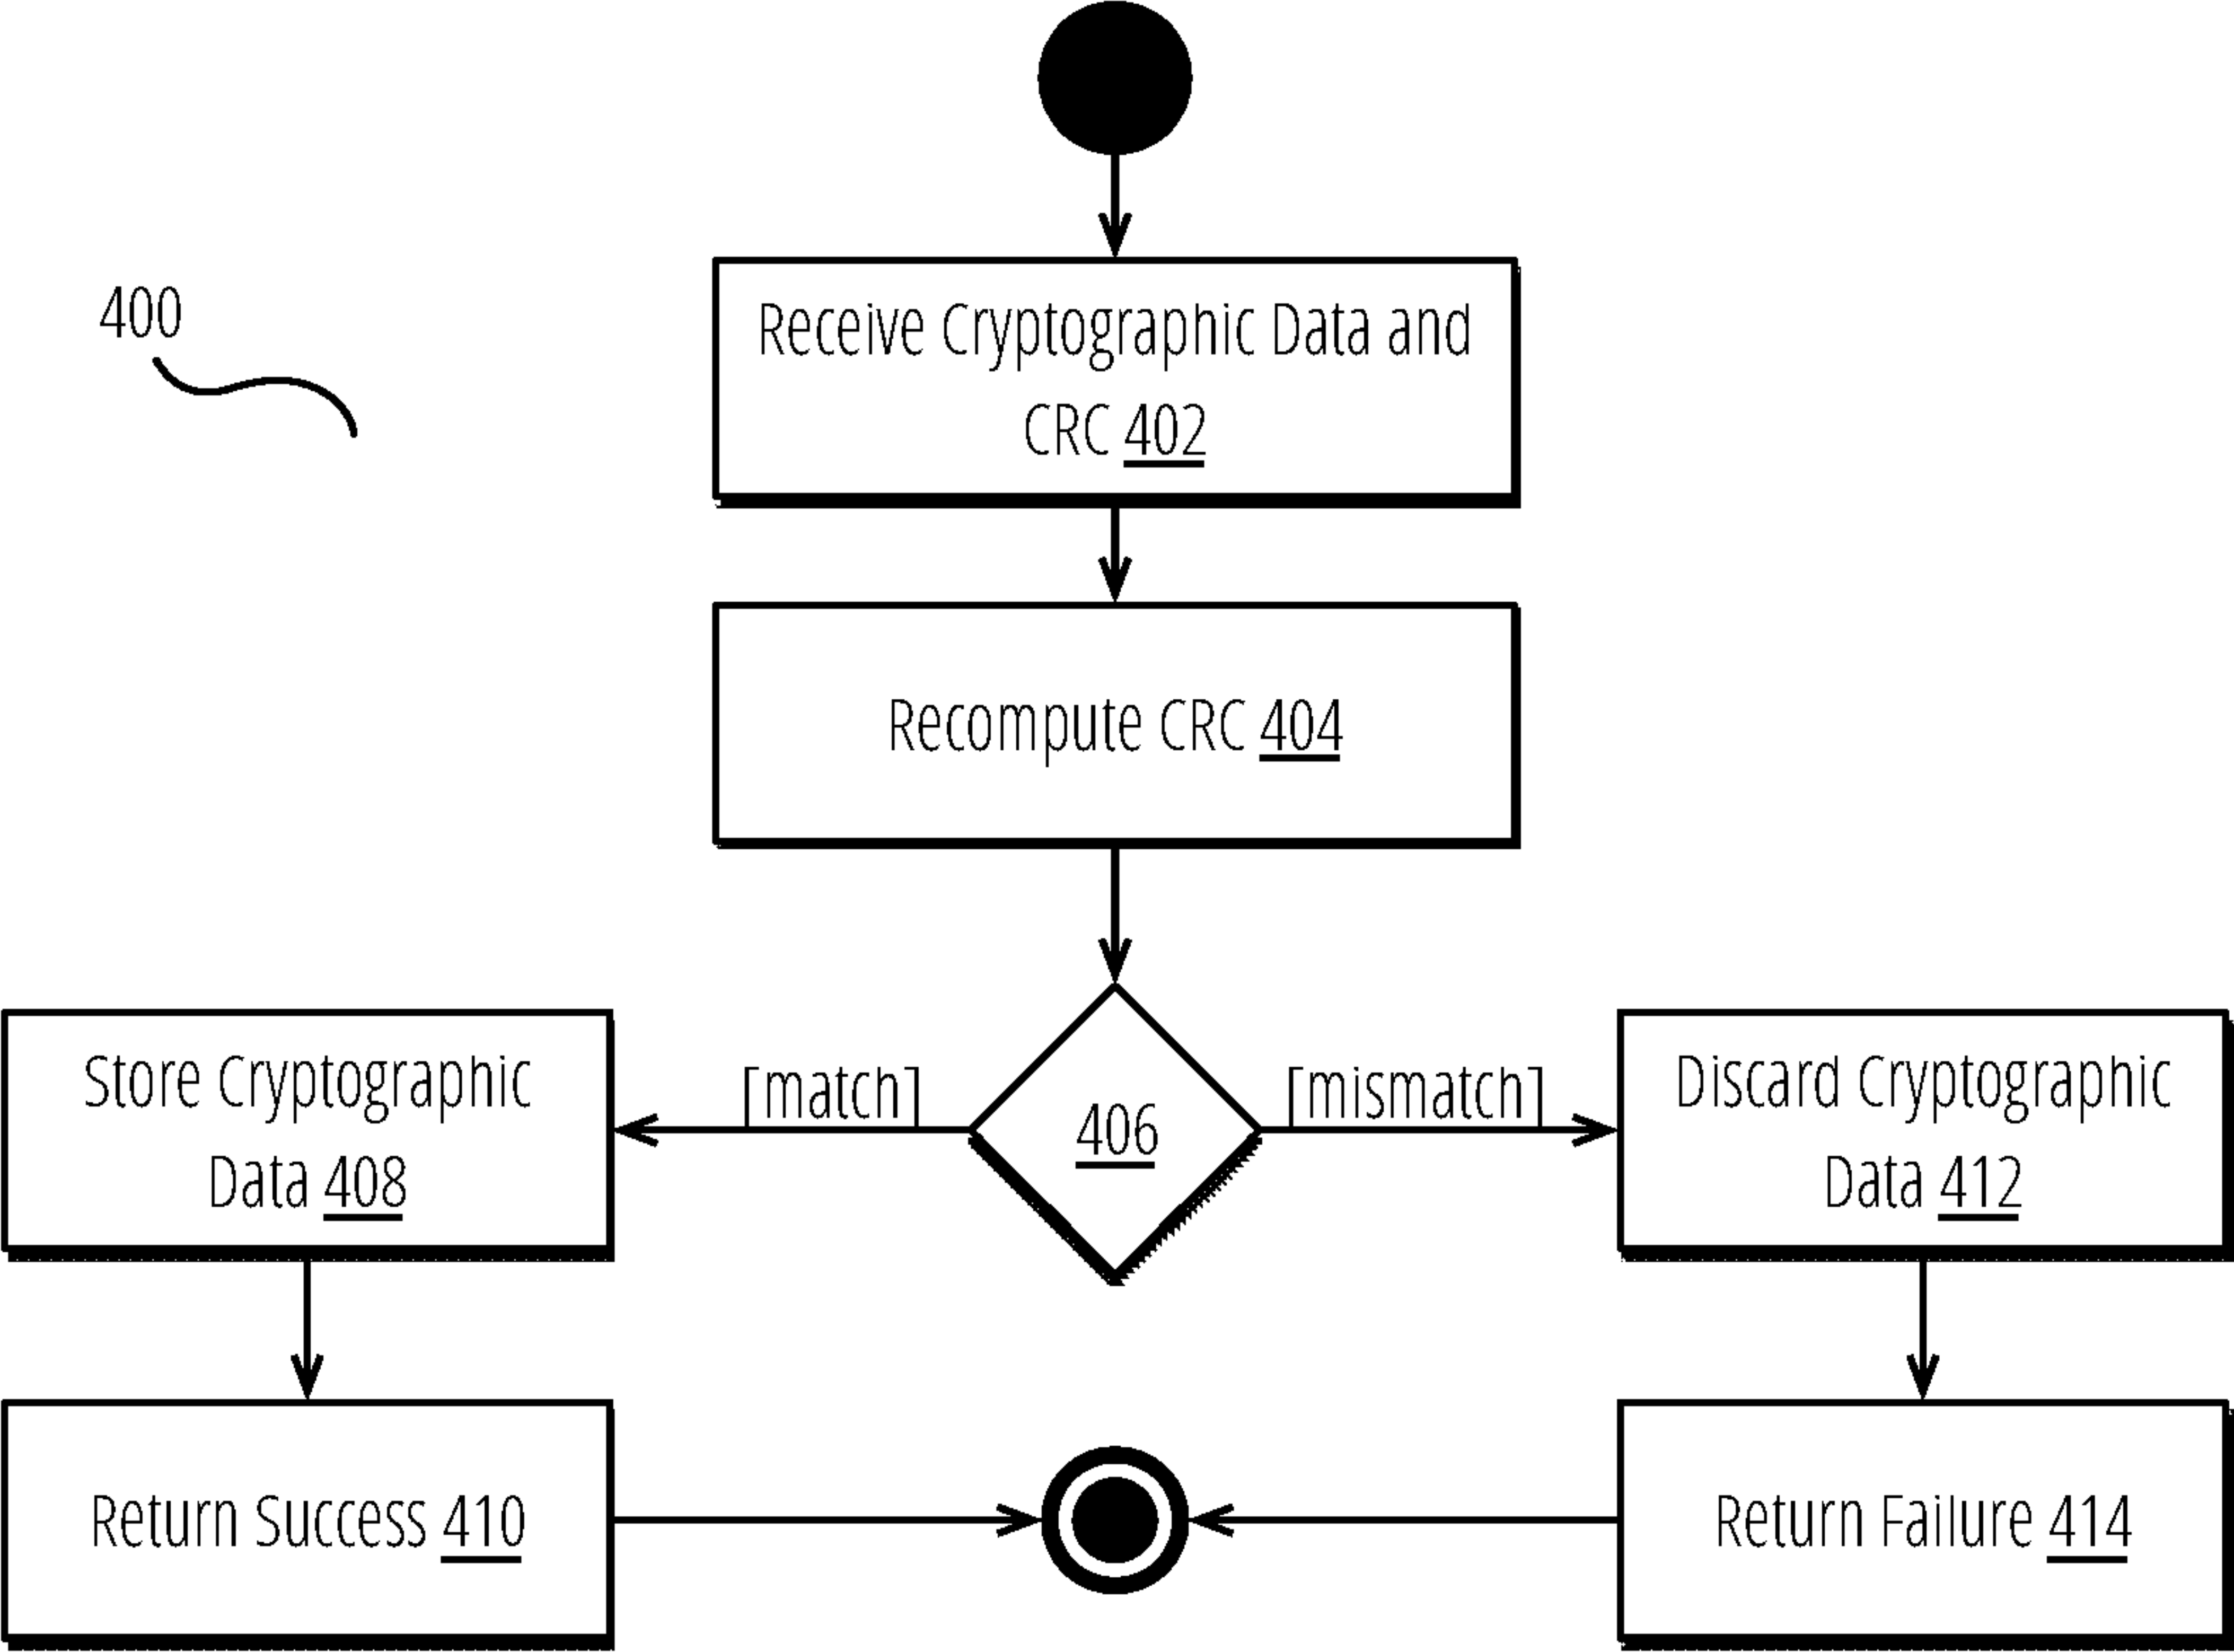 400
Receive Cryptographic Data and
CRC 402
Recompute CRC 404
Store Cryptographic
Data 408
[match]
406
[mismatch]
Discard Cryptographic
Data 412
Return Success 410
Return Failure 414